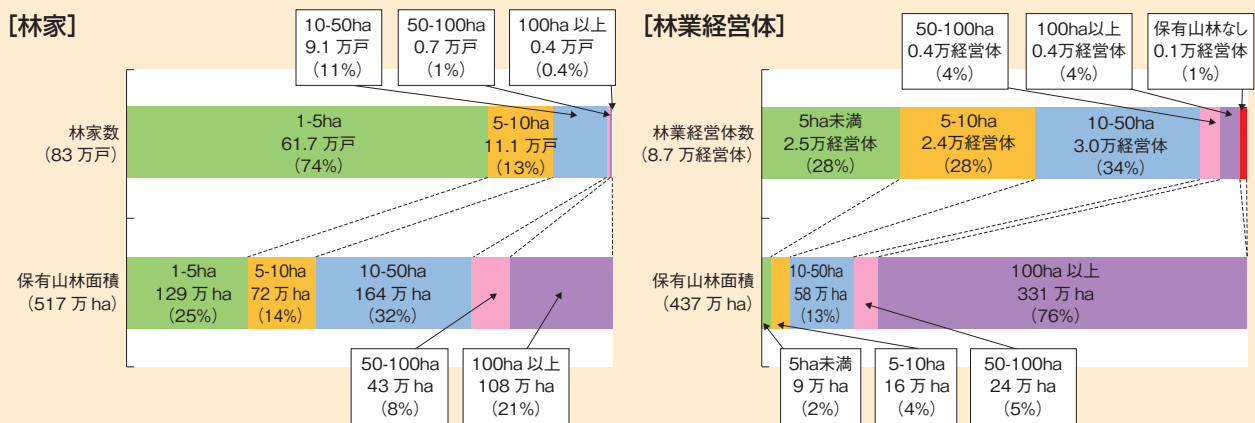 [林家]
10-50ha
9.1 万戸
(11%)
50-100ha
0.7 万戸
(1%)
100ha 以上
0.4 万戸
(0.4%)
林家数
(83 万戸)
1-5ha
61.7 万戸
(74%)
5-10ha
11.1 万戸
(13%)
保有山林面積
(517 万 ha)
1-5ha
129 万 ha
(25%)
5-10ha
72 万 ha
(14%)
10-50ha
164 万 ha
(32%)
50-100ha
43 万 ha
(8%)
100ha 以上
108 万 ha
(21%)
[林業経営体]
50-100ha
0.4万経営体
(4%)
100ha以上
0.4万経営体
(4%)
保有山林なし
0.1万経営体
(1%)
林業経営体数
(8.7 万経営体)
5ha未満
2.5万経営体
(28%)
5-10ha
2.4万経営体
(28%)
10-50ha
3.0万経営体
(34%)
保有山林面積
(437 万 ha)
10-50ha
58万 ha
(13%)
100ha 以上
331 万 ha
(76%)
5ha未満
9 万 ha
(2%)
5-10ha
16 万 ha
(4%)
50-100ha
24 万 ha
(5%)